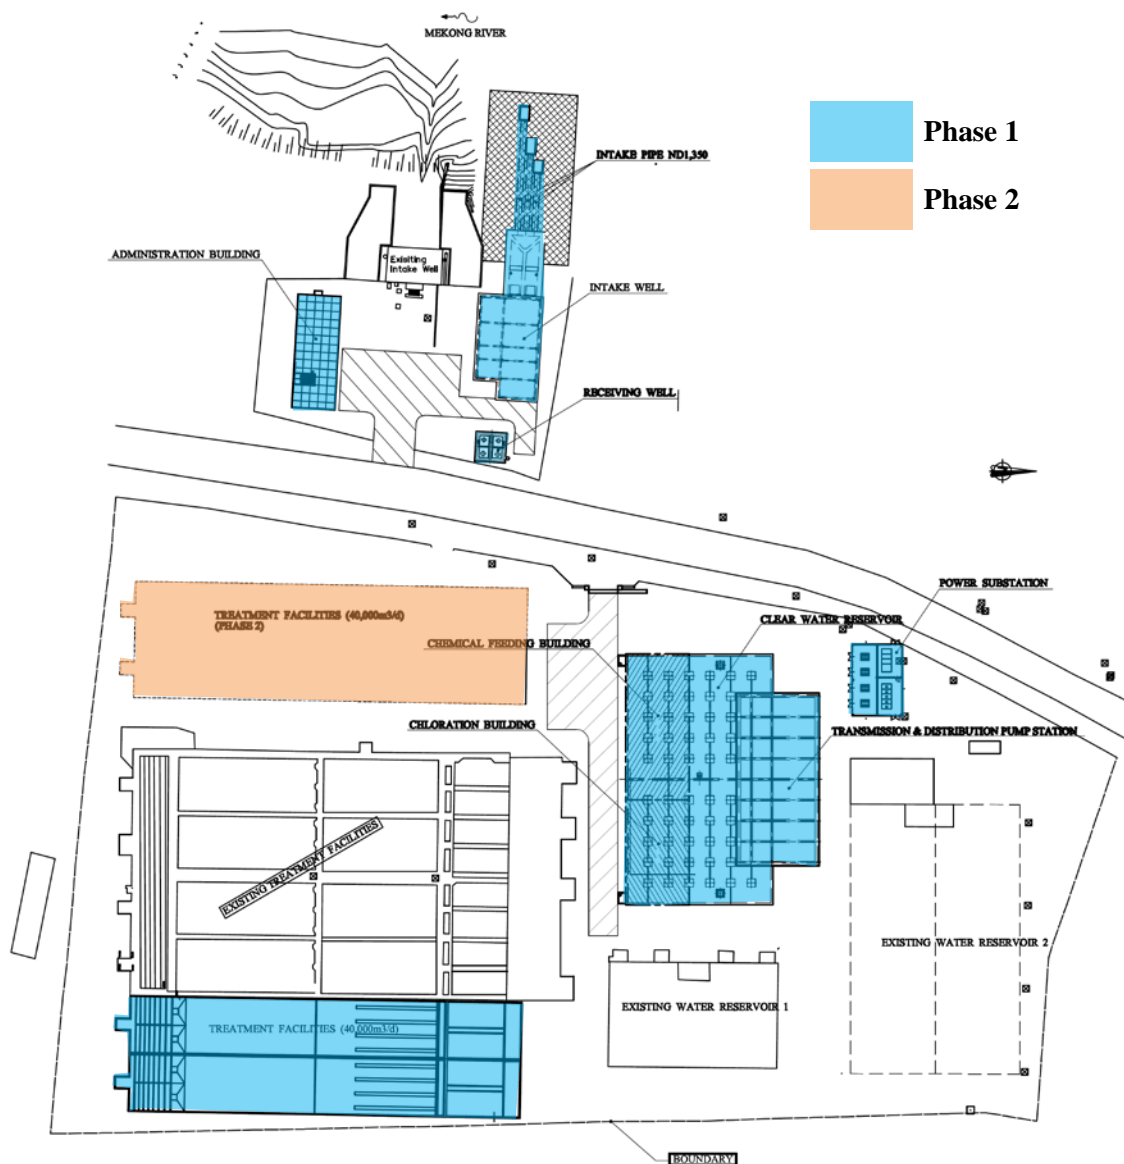 MEKONG RIVER
Phase 1
INTAKE PIPE ND1,350
Phase 2
ADMINISTRATION BUILDING
Exisiting
Intake Well
INTAKE WELL
RECEIVING WELL
POWER SUBSTATION
TREATMENT FACILITIES (40,000m3/d)
(PHASE 2)
CLEAR WATER RESERVOIR
CHEMICAL FEEDING BUILDING
CHLORATION BUILDING
TRANSMISSION & DISTRIBUTION PUMP STATION
EXISTING TREATMENT FACILITIES
EXISTING WATER RESERVOIR 2
EXISTING WATER RESERVOIR 1
TREATMENT FACILITIES (40,000m3/d)
BOUNDARY